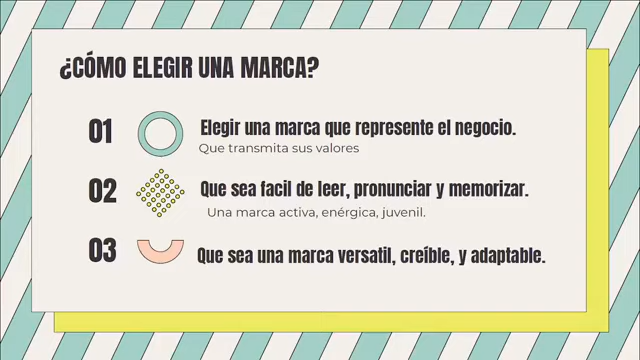 ¿CÓMO ELEGIR UNA MARCA?
01
Elegir una marca que represente el negocio.
Que transmita sus valores
02
Que sea facil de leer, pronunciar y memorizar.
Una marca activa, enérgica, juvenil.
03
Que sea una marca versatil, creíble, y adaptable.